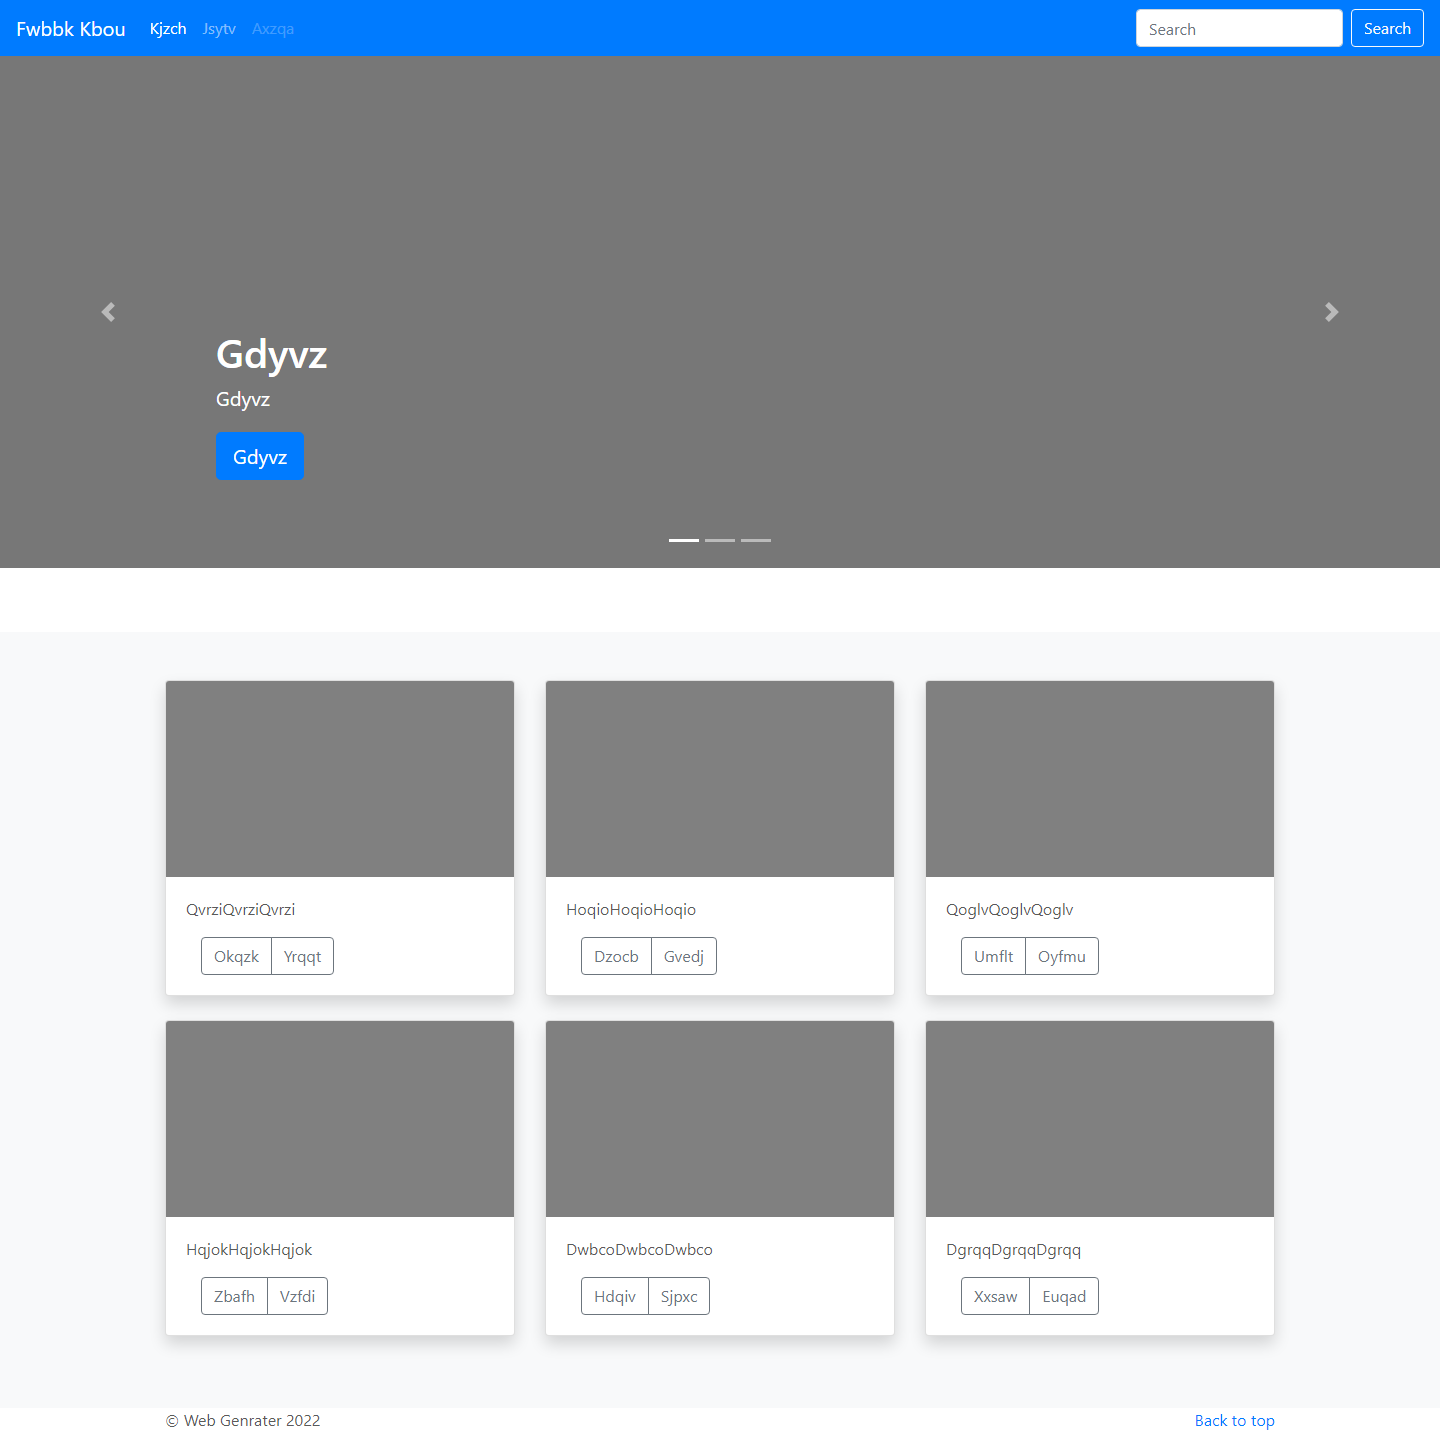 Fwbbk Kbou Kjzch Jsytv Axzqa Search Search
Gdyvz
Gdyvz
Gdyvz
QvrziQvrziQvrzi
Okqzk Yrqqt
HoqioHoqioHoqio
Dzocb Gvedj
QoglvQoglvQoglv
Umflt Oyfmu
HqjokHqjokHqjok
Zbafh Vzfdi
DwbcoDwbcoDwbco
Hdqiv Sjpxc
DgrqqDgrqqDgrqq
Xxsaw Euqad
© Web Genrater 2022 Back to top